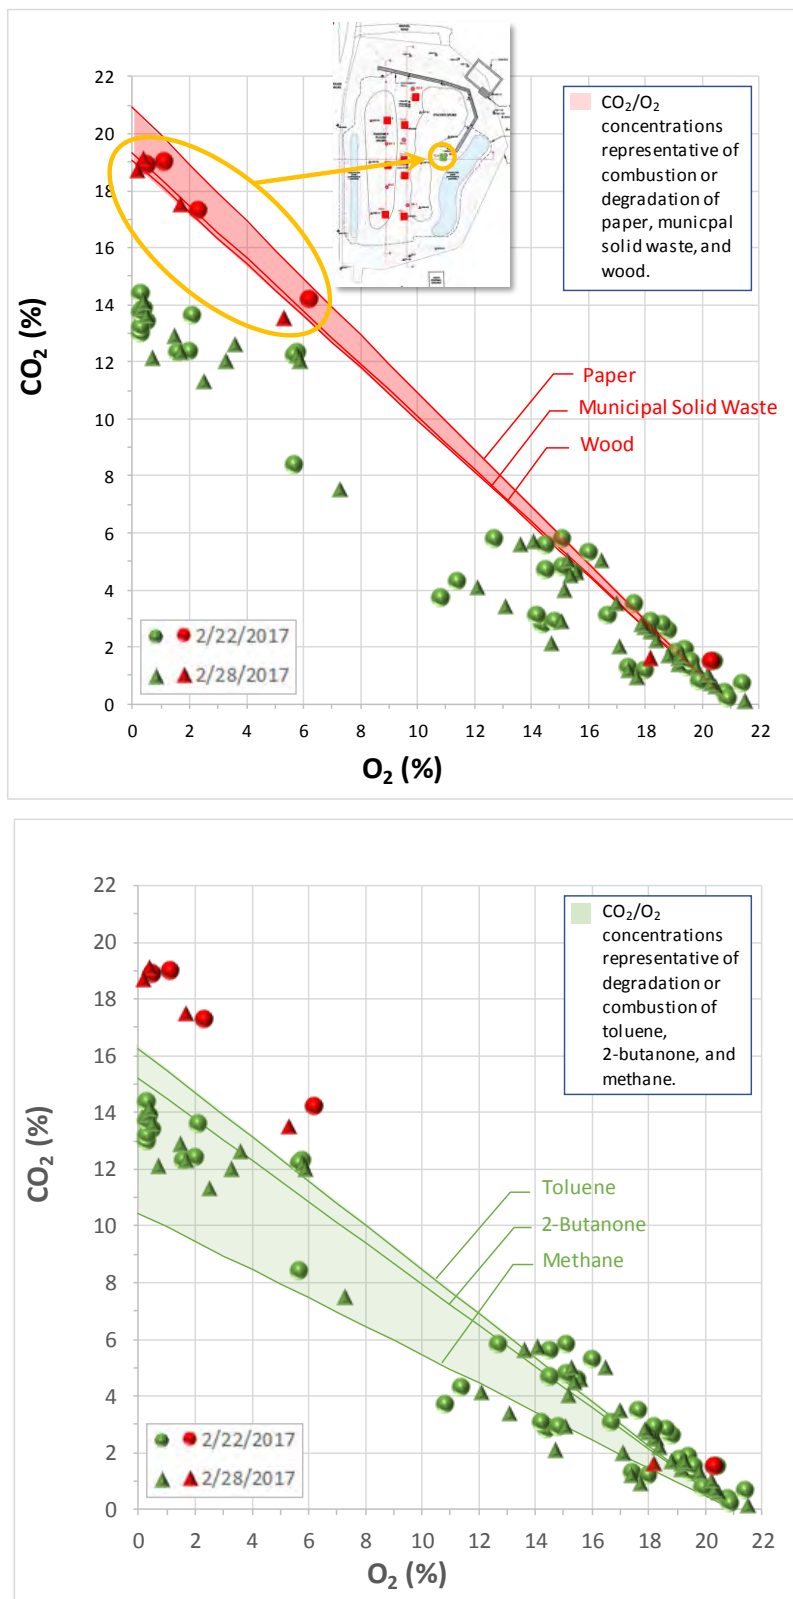 22
20
18
16
14
12
10
8
6
4
2
0
CO₂ (%)
CO₂/O₂
concentrations
representative of
combustion or
degradation of
paper, municpal
solid waste, and
wood.
Paper
Municipal Solid Waste
Wood
2/22/2017
2/28/2017
0 2 4 6 8 10 12 14 16 18 20 22
O₂ (%)
22
20
18
16
14
12
10
8
6
4
2
0
CO₂ (%)
CO₂/O₂
concentrations
representative of
degradation or
combustion of
toluene,
2-butanone, and
methane.
Toluene
2-Butanone
Methane
2/22/2017
2/28/2017
0 2 4 6 8 10 12 14 16 18 20 22
O₂ (%)